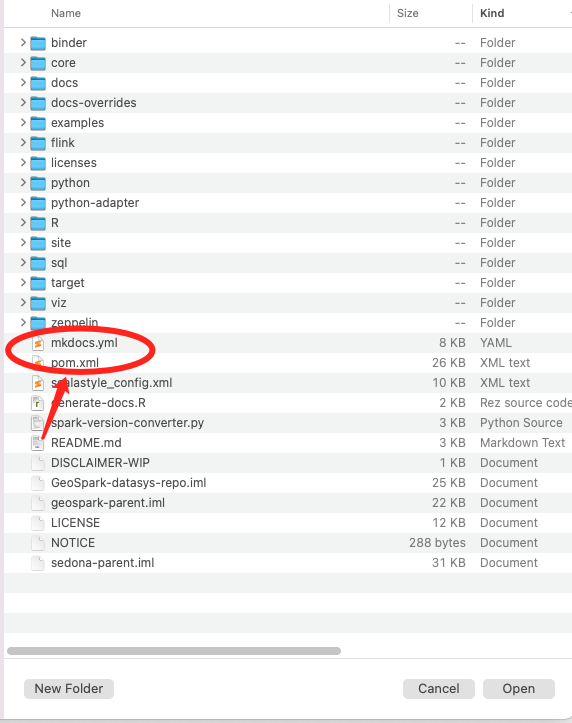 Name Size Kind
binder -- Folder
core -- Folder
docs -- Folder
docs-overrides -- Folder
examples -- Folder
flink -- Folder
licenses -- Folder
python -- Folder
python-adapter -- Folder
R -- Folder
site -- Folder
sql -- Folder
target -- Folder
viz -- Folder
zeppelin -- Folder
mkdocs.yml 8 KB YAML
pom.xml 26 KB XML text
scalastyle_config.xml 10 KB XML text
generate-docs.R 2 KB Rez source code
spark-version-converter.py 3 KB Python Source
README.md 3 KB Markdown Text
DISCLAIMER-WIP 1 KB Document
GeoSpark-datasys-repo.iml 25 KB Document
geospark-parent.iml 22 KB Document
LICENSE 12 KB Document
NOTICE 288 bytes Document
sedona-parent.iml 31 KB Document
New Folder Cancel Open